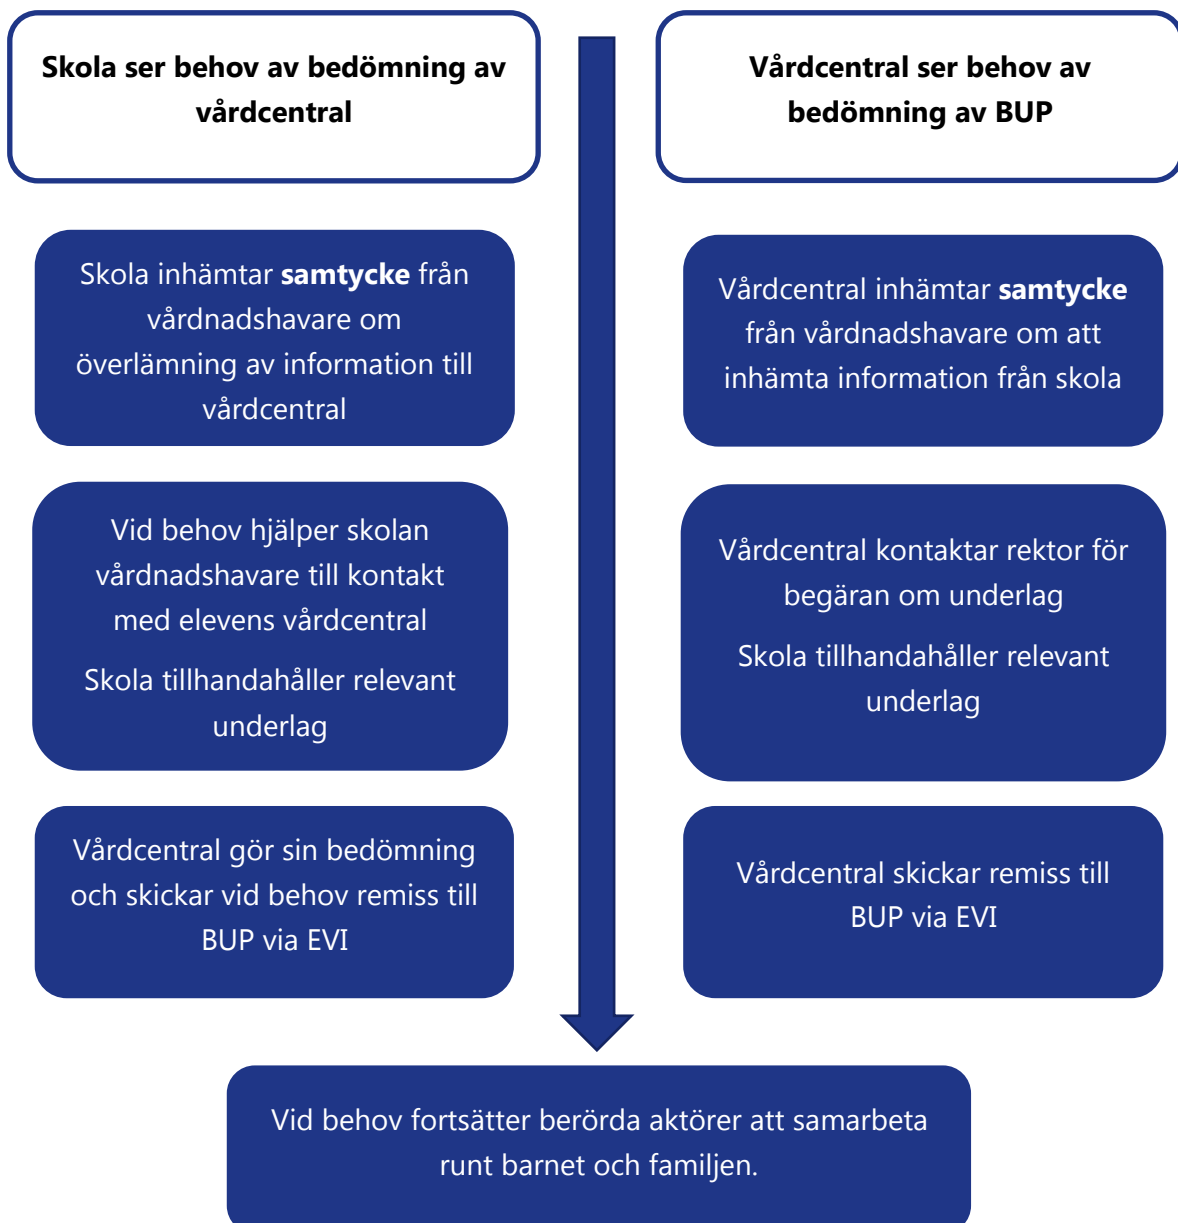 Skola ser behov av bedömning av
vårdcentral
Skola inhämtar samtycke från
vårdnadshavare om
överlämning av information till
vårdcentral
Vid behov hjälper skolan
vårdnadshavare till kontakt
med elevens vårdcentral
Skola tillhandahåller relevant
underlag
Vårdcentral gör sin bedömning
och skickar vid behov remiss till
BUP via EVI
Vårdcentral ser behov av
bedömning av BUP
Vårdcentral inhämtar samtycke
från vårdnadshavare om att
inhämta information från skola
Vårdcentral kontaktar rektor för
begäran om underlag
Skola tillhandahåller relevant
underlag
Vårdcentral skickar remiss till
BUP via EVI
Vid behov fortsätter berörda aktörer att samarbeta
runt barnet och familjen.